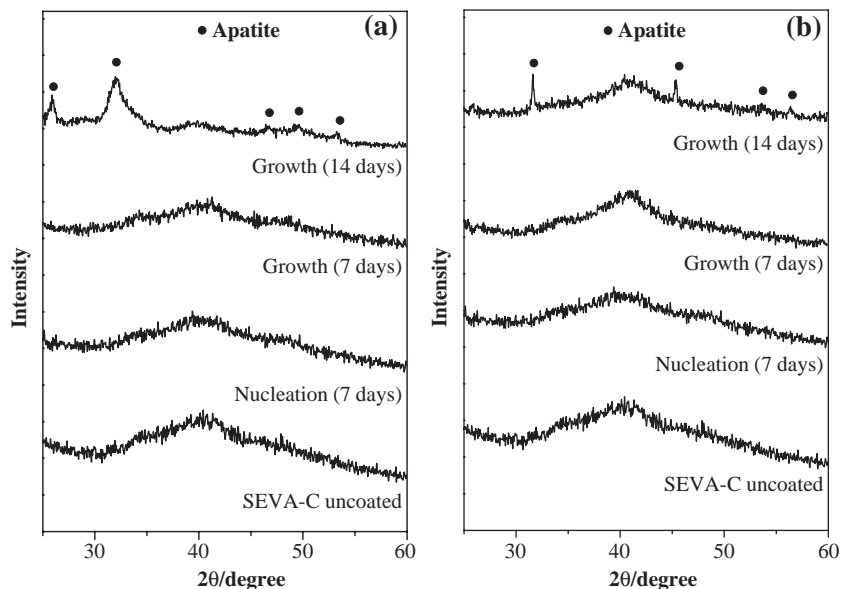 ● Apatite (a)
Growth (14 days)
Growth (7 days)
Nucleation (7 days)
SEVA-C uncoated
Intensity
30 40 50 60
2θ/degree
● Apatite (b)
Growth (14 days)
Growth (7 days)
Nucleation (7 days)
SEVA-C uncoated
Intensity
30 40 50 60
2θ/degree